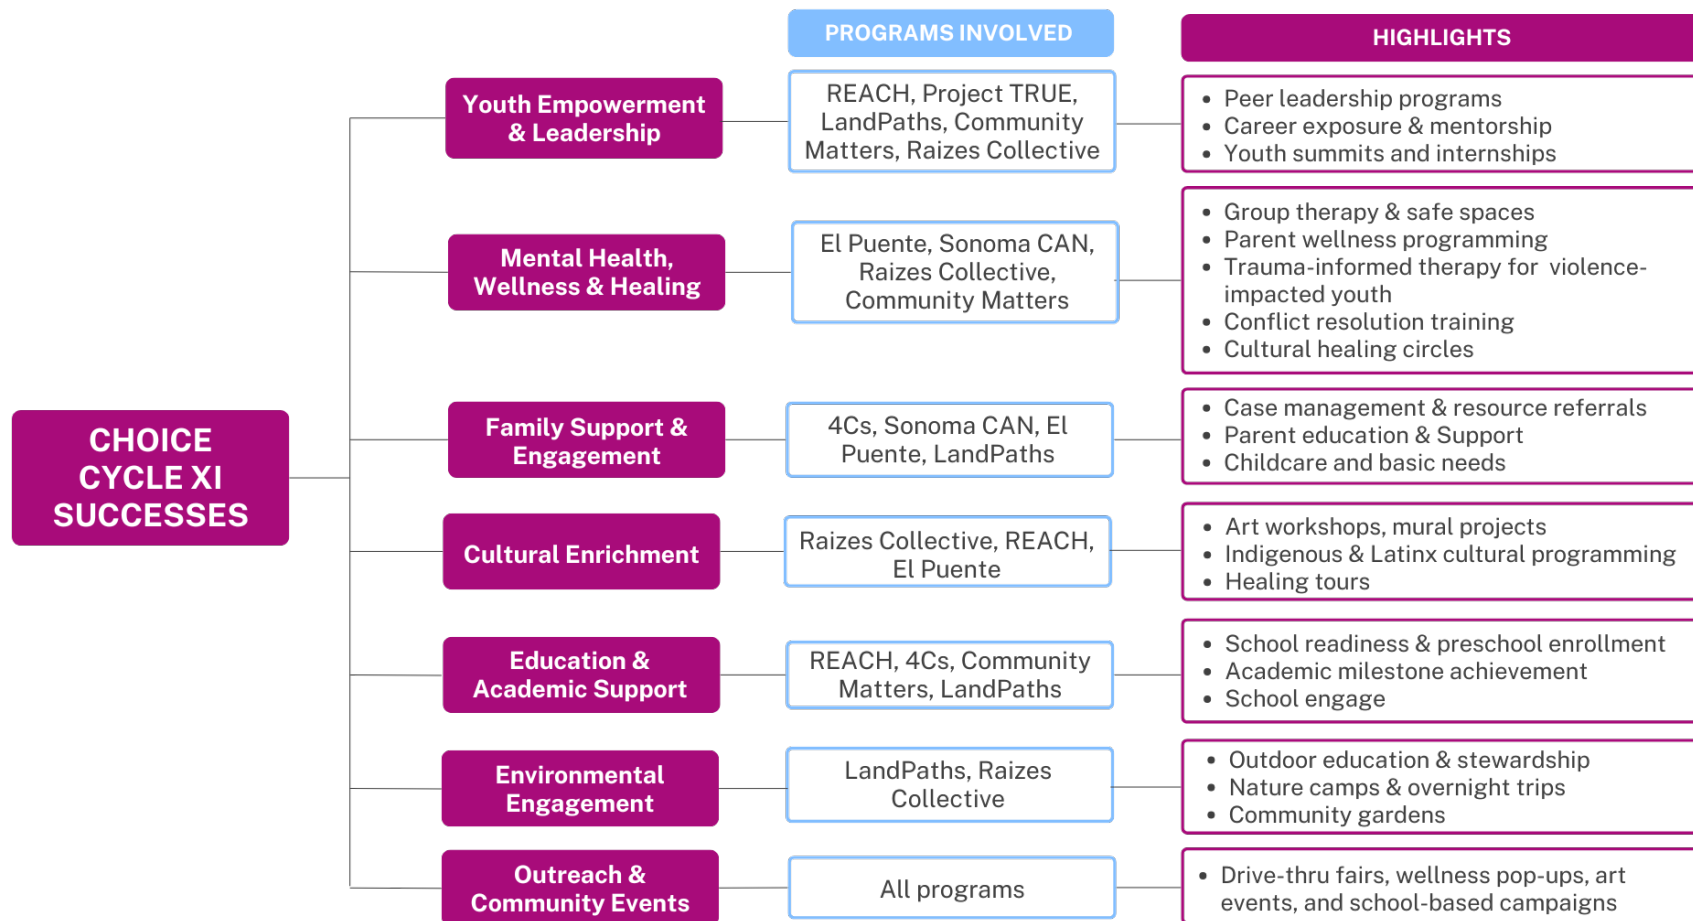 PROGRAMS INVOLVED
HIGHLIGHTS
CHOICE
CYCLE XI
SUCCESSES
Youth Empowerment
& Leadership
REACH, Project TRUE,
LandPaths, Community
Matters, Raizes Collective
• Peer leadership programs
• Career exposure & mentorship
• Youth summits and internships
Mental Health,
Wellness & Healing
El Puente, Sonoma CAN,
Raizes Collective,
Community Matters
• Group therapy & safe spaces
• Parent wellness programming
• Trauma-informed therapy for violence-
impacted youth
• Conflict resolution training
• Cultural healing circles
Family Support &
Engagement
4Cs, Sonoma CAN, El
Puente, LandPaths
• Case management & resource referrals
• Parent education & Support
• Childcare and basic needs
Cultural Enrichment
Raizes Collective, REACH,
El Puente
• Art workshops, mural projects
• Indigenous & Latinx cultural programming
• Healing tours
Education &
Academic Support
REACH, 4Cs, Community
Matters, LandPaths
• School readiness & preschool enrollment
• Academic milestone achievement
• School engage
Environmental
Engagement
LandPaths, Raizes
Collective
• Outdoor education & stewardship
• Nature camps & overnight trips
• Community gardens
Outreach &
Community Events
All programs
• Drive-thru fairs, wellness pop-ups, art
events, and school-based campaigns